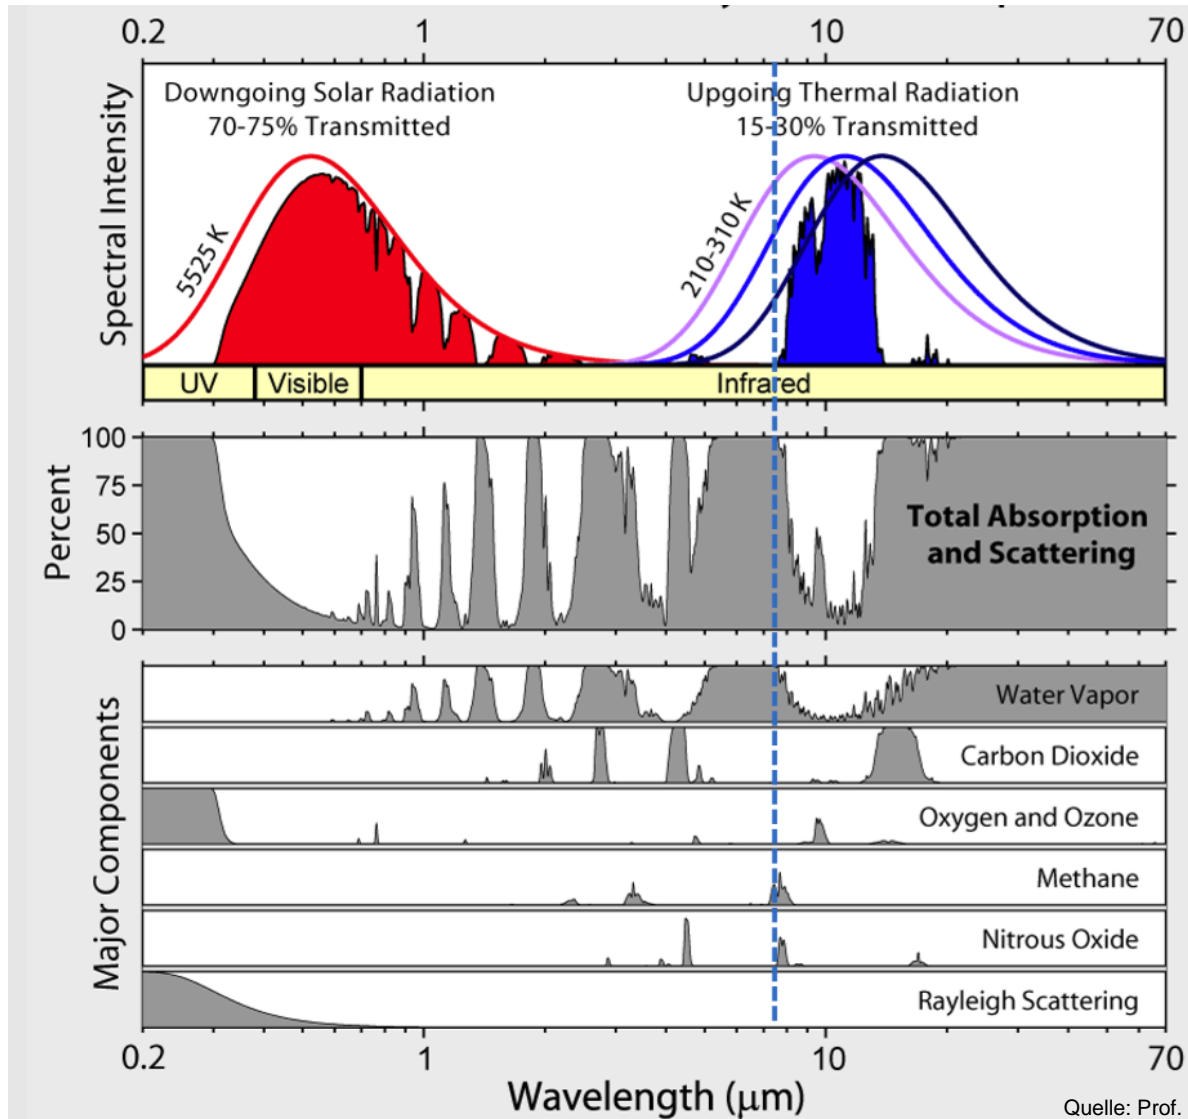 0.2 1 10 70
Downgoing Solar Radiation
70-75% Transmitted
Upgoing Thermal Radiation
15-30% Transmitted
Spectral Intensity
5525 K
210-310 K
UV Visible Infrared
Percent
100
75
50
25
0
Total Absorption
and Scattering
Major Components
Water Vapor
Carbon Dioxide
Oxygen and Ozone
Methane
Nitrous Oxide
Rayleigh Scattering
0.2 1 10 70
Wavelength (μm)
Quelle: Prof.